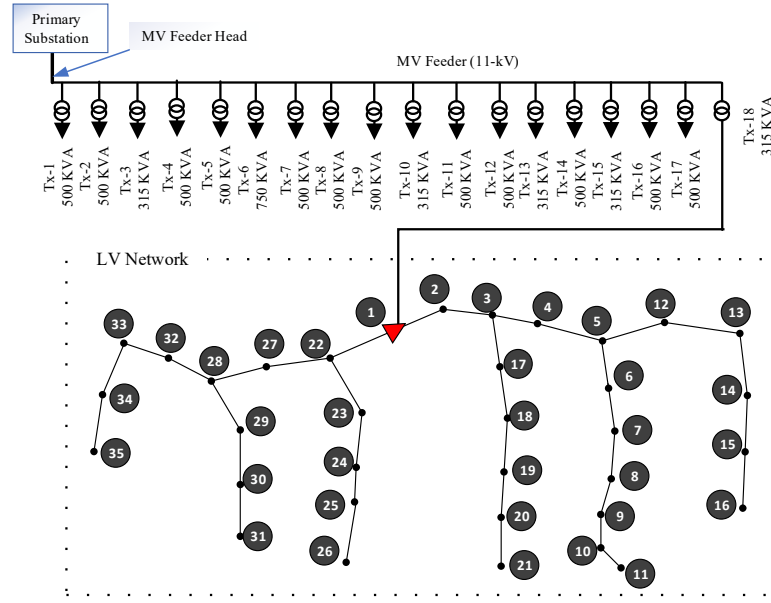 Primary
Substation
MV Feeder Head
MV Feeder (11-kV)
Tx-1
500 KVA
Tx-2
500 KVA
Tx-3
315 KVA
Tx-4
500 KVA
Tx-5
500 KVA
Tx-6
750 KVA
Tx-7
500 KVA
Tx-8
500 KVA
Tx-9
500 KVA
Tx-10
315 KVA
Tx-11
500 KVA
Tx-12
500 KVA
Tx-13
315 KVA
Tx-14
500 KVA
Tx-15
315 KVA
Tx-16
500 KVA
Tx-17
500 KVA
Tx-18
315 KVA
LV Network
1
2
3
4
5
12
13
33
32
27
22
28
17
6
14
34
23
29
18
7
35
24
19
8
15
30
25
20
9
16
31
26
21
10
11